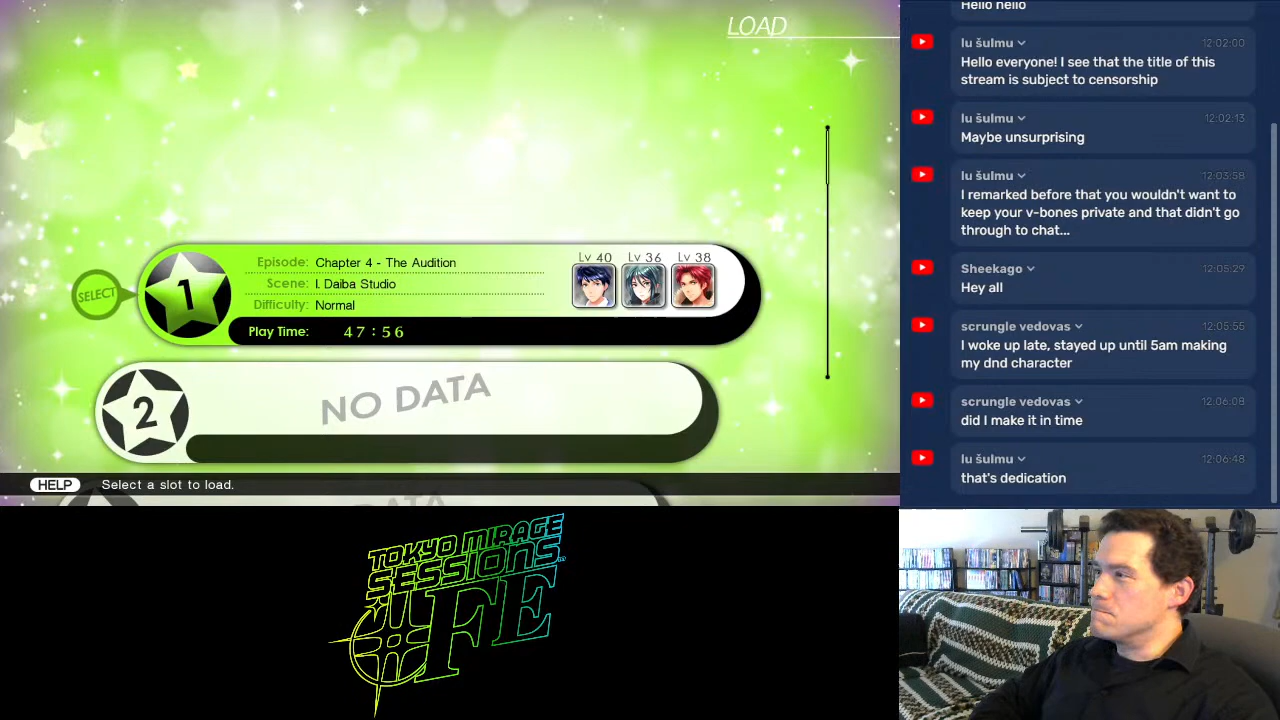 LOAD
SELECT
1
Episode: Chapter 4 - The Audition
Scene: I. Daiba Studio
Difficulty: Normal
Play Time: 47 : 56
Lv 40 Lv 36 Lv 38
2
NO DATA
HELP Select a slot to load.
TOKYO MIRAGE
SESSIONS
#FE
Hello hello
lu šulmu 12:02:00
Hello everyone! I see that the title of this
stream is subject to censorship
lu šulmu 12:02:13
Maybe unsurprising
lu šulmu 12:03:58
I remarked before that you wouldn't want to
keep your v-bones private and that didn't go
through to chat...
Sheekago 12:05:29
Hey all
scrungle vedovas 12:05:55
I woke up late, stayed up until 5am making
my dnd character
scrungle vedovas 12:06:08
did I make it in time
lu šulmu 12:06:48
that's dedication